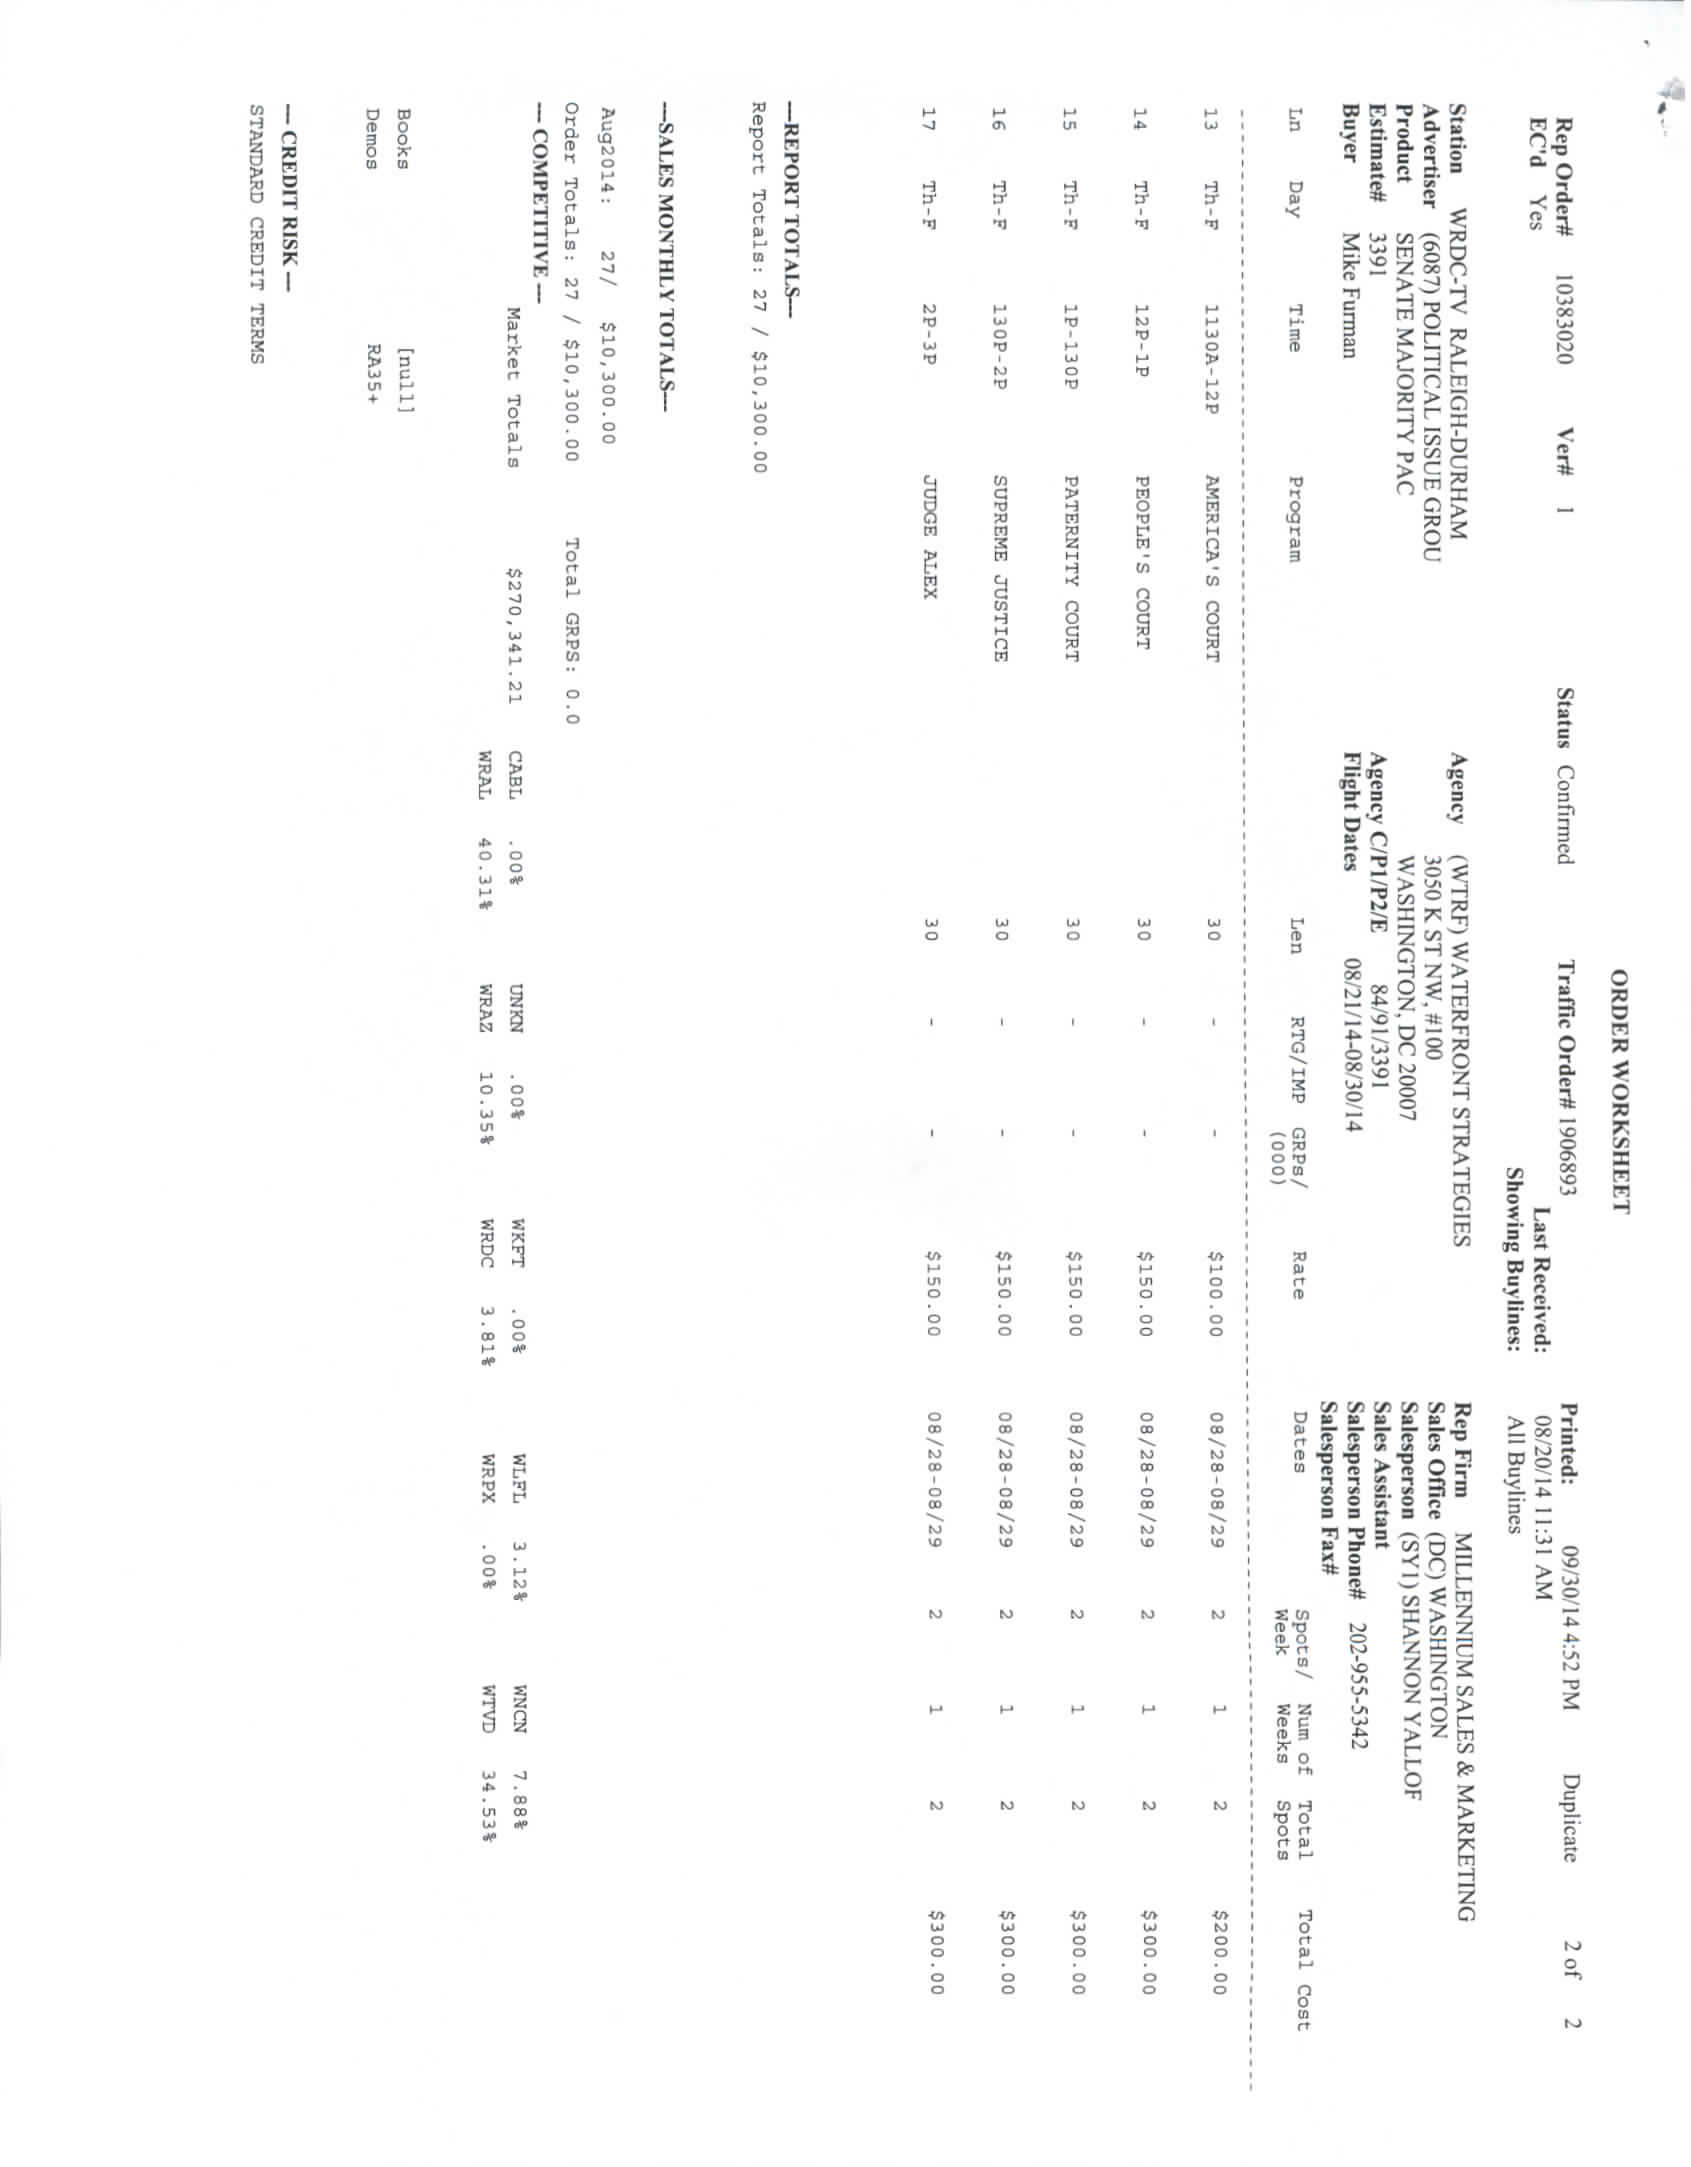 ORDER WORKSHEET
Rep Order# 10383020 Ver# 1 Status Confirmed Traffic Order# 1906893 Printed: 09/30/14 4:52 PM Duplicate 2 of 2
EC'd Yes Last Received: 08/20/14 11:31 AM
Showing Buylines: All Buylines
Station WRDC-TV RALEIGH-DURHAM Agency (WTRF) WATERFRONT STRATEGIES Rep Firm MILLENNIUM SALES & MARKETING
Advertiser (6087) POLITICAL ISSUE GROU 3050 K ST NW, #100 Sales Office (DC) WASHINGTON
Product SENATE MAJORITY PAC WASHINGTON, DC 20007 Salesperson (SY1) SHANNON YALLOF
Estimate# 3391 Agency C/P1/P2/E 84/91/3391 Sales Assistant
Buyer Mike Furman Flight Dates 08/21/14-08/30/14 Salesperson Phone# 202-955-5342
Salesperson Fax#
Ln Day Time Program Len RTG/IMP GRPs/ Rate Dates Spots/ Num of Total Total Cost
(000) Week Weeks Spots
13 Th-F 1130A-12P AMERICA'S COURT 30 - - $100.00 08/28-08/29 2 1 2 $200.00
14 Th-F 12P-1P PEOPLE'S COURT 30 - - $150.00 08/28-08/29 2 1 2 $300.00
15 Th-F 1P-130P PATERNITY COURT 30 - - $150.00 08/28-08/29 2 1 2 $300.00
16 Th-F 130P-2P SUPREME JUSTICE 30 - - $150.00 08/28-08/29 2 1 2 $300.00
17 Th-F 2P-3P JUDGE ALEX 30 - - $150.00 08/28-08/29 2 1 2 $300.00
---REPORT TOTALS---
Report Totals: 27 / $10,300.00
---SALES MONTHLY TOTALS---
Aug2014: 27/ $10,300.00
Order Totals: 27 / $10,300.00 Total GRPS: 0.0
--- COMPETITIVE ---
Market Totals $270,341.21 CABL .00% UNKN .00% WKFT .00% WLFL 3.12% WNCN 7.88%
WRAL 40.31% WRAZ 10.35% WRDC 3.81% WRPX .00% WTVD 34.53%
Books [null]
Demos RA35+
--- CREDIT RISK ---
STANDARD CREDIT TERMS